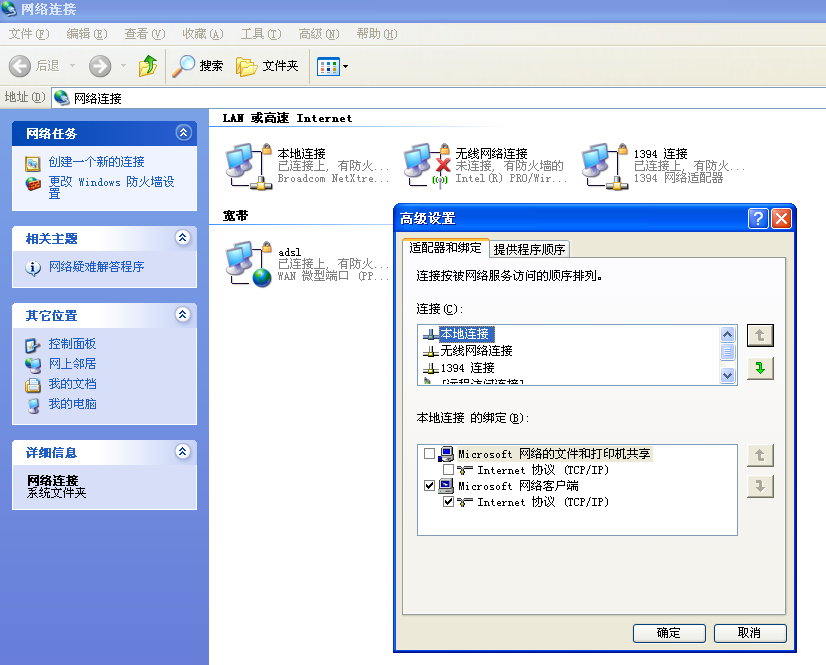 网络连接
文件(F) 编辑(E) 查看(V) 收藏(A) 工具(T) 高级(N) 帮助(H)
后退 搜索 文件夹
地址(D) 网络连接
网络任务
创建一个新的连接
更改 Windows 防火墙设
置
相关主题
网络疑难解答程序
其它位置
控制面板
网上邻居
我的文档
我的电脑
详细信息
网络连接
系统文件夹
LAN 或高速 Internet
本地连接
已连接上, 有防火...
Broadcom NetXtre...
无线网络连接
未连接, 有防火墙的
Intel(R) PRO/Wir...
1394 连接
已连接上, 有防火...
1394 网络适配器
宽带
adsl
已连接上, 有防火...
WAN 微型端口 (PP...
高级设置
适配器和绑定 提供程序顺序
连接按被网络服务访问的顺序排列。
连接(C):
本地连接
无线网络连接
1394 连接
[远程访问连接]
本地连接 的绑定(B):
Microsoft 网络的文件和打印机共享
Internet 协议 (TCP/IP)
Microsoft 网络客户端
Internet 协议 (TCP/IP)
确定 取消